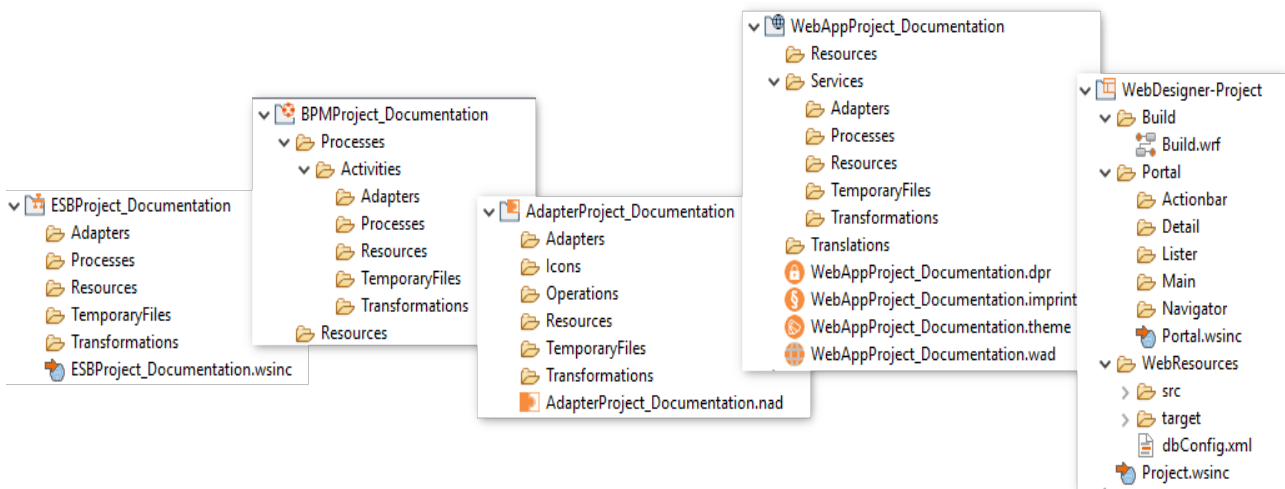 ESBProject_Documentation
Adapters
Processes
Resources
TemporaryFiles
Transformations
ESBProject_Documentation.wsinc
BPMProject_Documentation
Processes
Activities
Adapters
Processes
Resources
TemporaryFiles
Transformations
Resources
AdapterProject_Documentation
Adapters
Icons
Operations
Resources
TemporaryFiles
Transformations
AdapterProject_Documentation.nad
WebAppProject_Documentation
Resources
Services
Adapters
Processes
Resources
TemporaryFiles
Transformations
Translations
WebAppProject_Documentation.dpr
WebAppProject_Documentation.imprint
WebAppProject_Documentation.theme
WebAppProject_Documentation.wad
WebDesigner-Project
Build
Build.wrf
Portal
Actionbar
Detail
Lister
Main
Navigator
Portal.wsinc
WebResources
src
target
dbConfig.xml
Project.wsinc